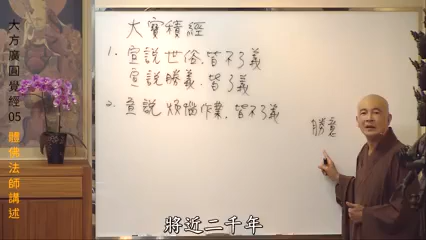 大方廣圓覺經05 體佛法師講述
大寶積經
1. 宣說世俗.皆不了義
宣說勝義.皆了義
2. 宣說煩惱作業.皆不了義
勝意
將近二千年